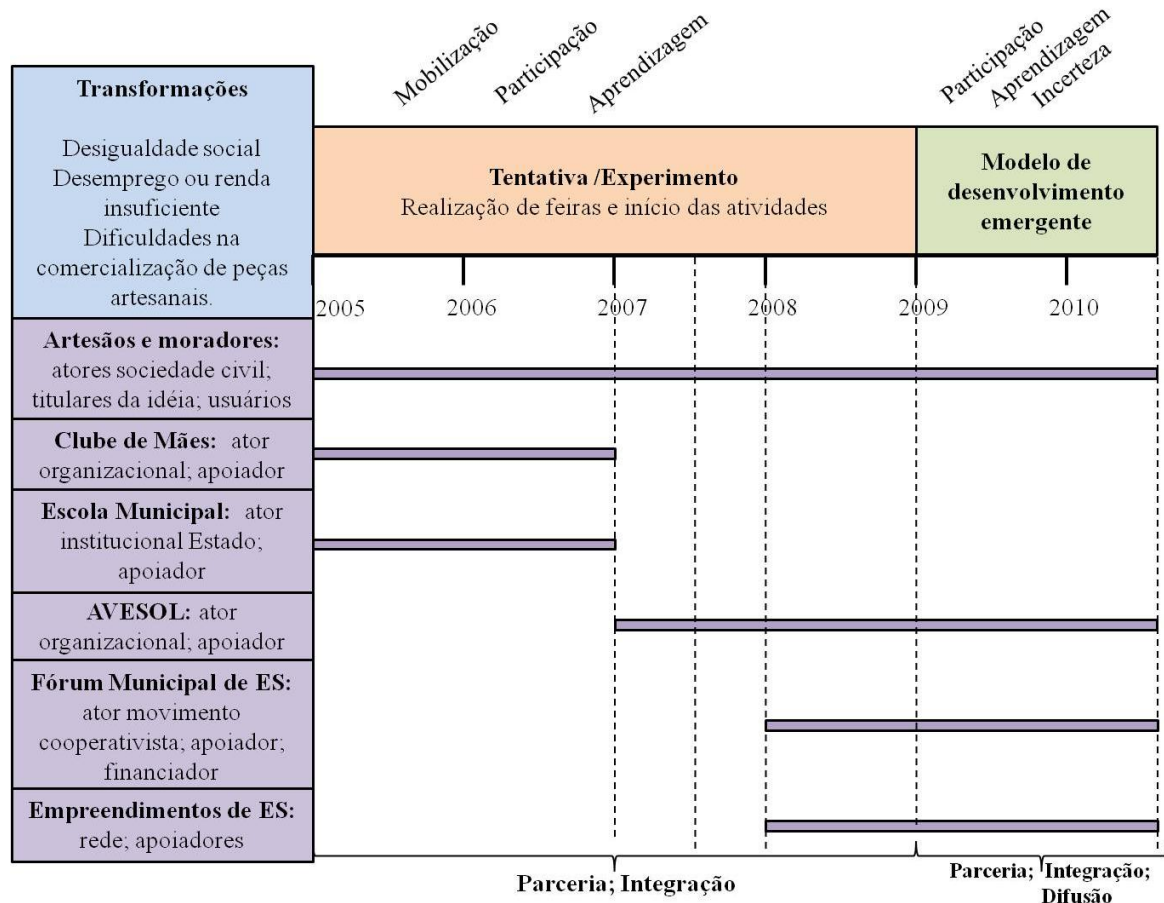 Mobilização
Participação
Aprendizagem
Participação
Aprendizagem
Incerteza
Transformações
Desigualdade social
Desemprego ou renda
insuficiente
Dificuldades na
comercialização de peças
artesanais.
Tentativa /Experimento
Realização de feiras e início das atividades
Modelo de
desenvolvimento
emergente
2005 2006 2007 2008 2009 2010
Artesãos e moradores:
atores sociedade civil;
titulares da idéia; usuários
Clube de Mães: ator
organizacional; apoiador
Escola Municipal: ator
institucional Estado;
apoiador
AVESOL: ator
organizacional; apoiador
Fórum Municipal de ES:
ator movimento
cooperativista; apoiador;
financiador
Empreendimentos de ES:
rede; apoiadores
Parceria; Integração
Parceria; Integração;
Difusão